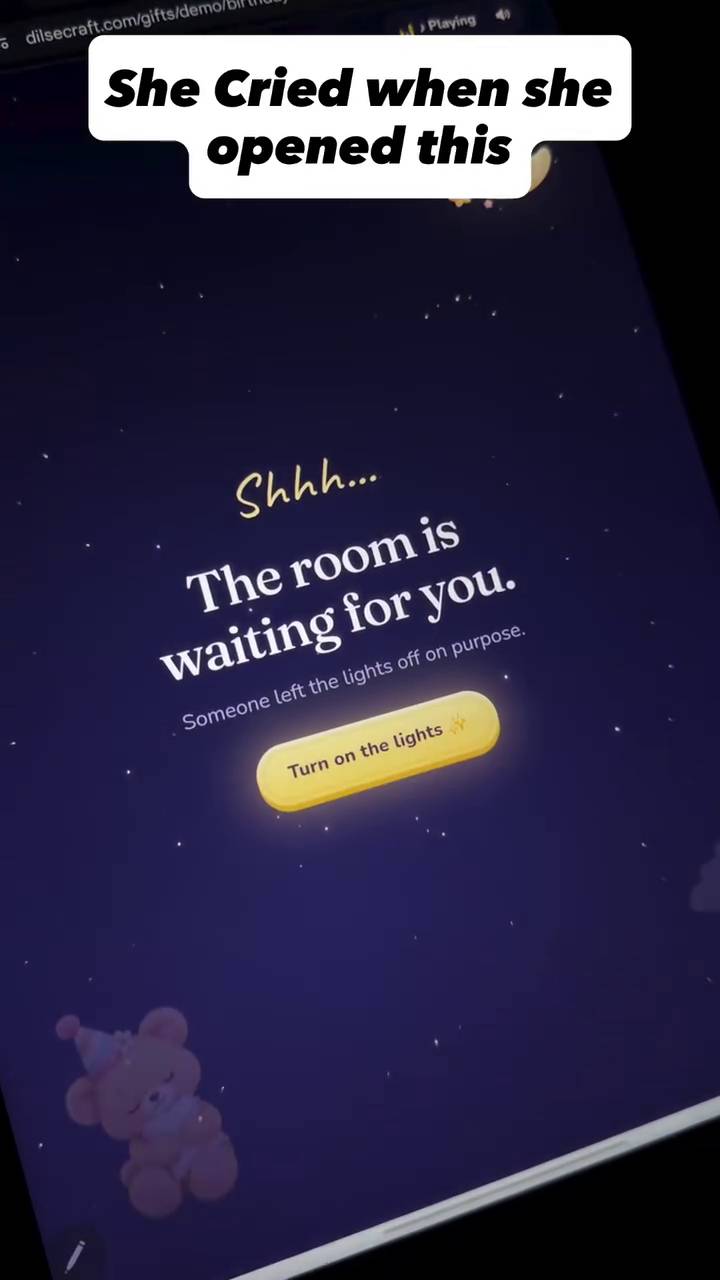 dilsecraft.com/gifts/demo/birthday
♪ Playing
She Cried when she
opened this
Shhh...
The room is
waiting for you.
Someone left the lights off on purpose.
Turn on the lights ✨